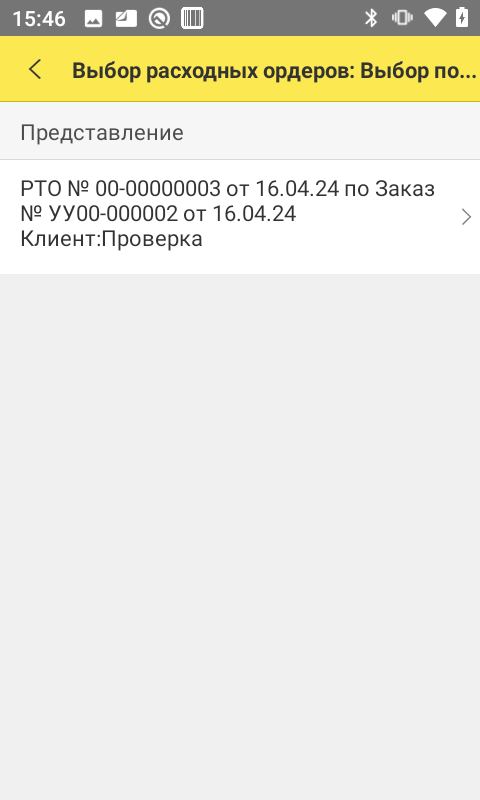 15:46
Выбор расходных ордеров: Выбор по...
Представление
РТО № 00-00000003 от 16.04.24 по Заказ
№ УУ00-000002 от 16.04.24
Клиент:Проверка